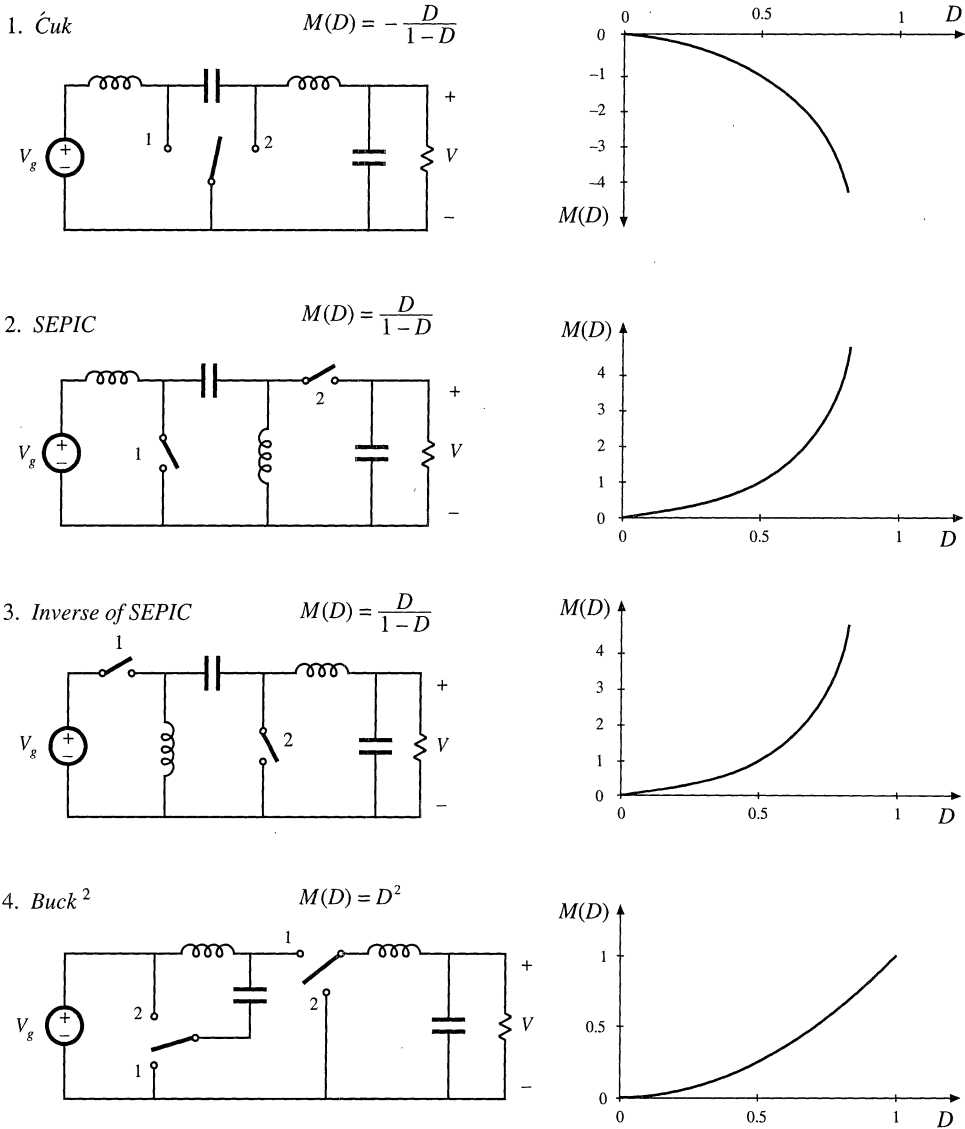 1. Ćuk
M(D) = − D / (1 − D)
1
2
V_g
+
−
+
V
−
0 0.5 1 D
0
−1
−2
−3
−4
M(D)
2. SEPIC
M(D) = D / (1 − D)
2
1
V_g
+
−
+
V
−
M(D)
4
3
2
1
0
0 0.5 1 D
3. Inverse of SEPIC
M(D) = D / (1 − D)
1
2
V_g
+
−
+
V
−
M(D)
4
3
2
1
0
0 0.5 1 D
4. Buck²
M(D) = D²
1
2
2
1
V_g
+
−
+
V
−
M(D)
1
0.5
0
0 0.5 1 D